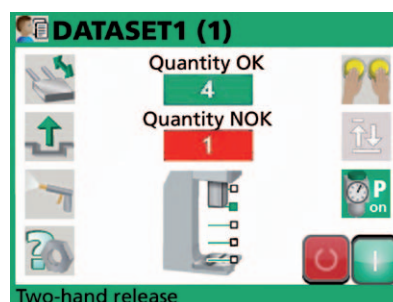 DATASET1 (1)
Quantity OK
4
Quantity NOK
1
P
on
Two-hand release